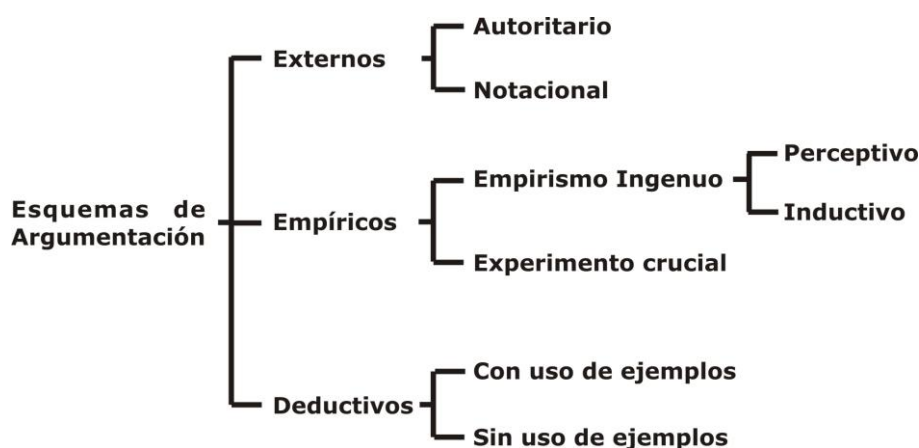 Esquemas de
Argumentación
Externos
Autoritario
Notacional
Empíricos
Empirismo Ingenuo
Perceptivo
Inductivo
Experimento crucial
Deductivos
Con uso de ejemplos
Sin uso de ejemplos